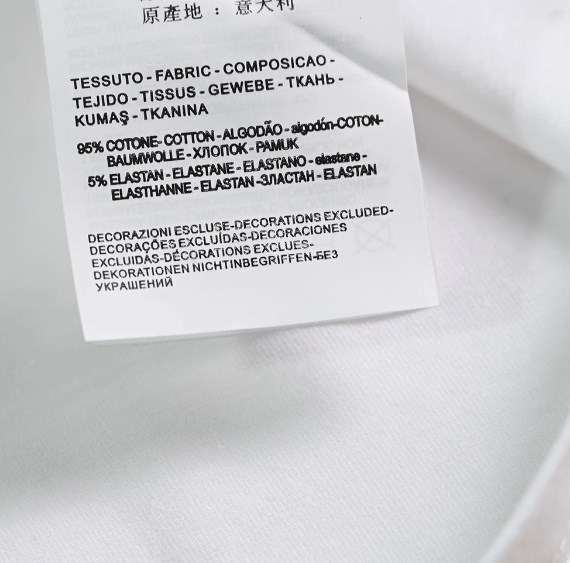 原產地 : 意大利
TESSUTO - FABRIC - COMPOSICAO -
TEJIDO - TISSUS - GEWEBE - ТКАНЬ -
KUMAŞ - TKANINA
95% COTONE- COTTON - ALGODÃO - algodón-COTON-
BAUMWOLLE - ХЛОПОК - PAMUK
5% ELASTAN - ELASTANE - ELASTANO - elastane -
ELASTHANNE - ELASTAN -ЭЛАСТАН - ELASTAN
DECORAZIONI ESCLUSE-DECORATIONS EXCLUDED-
DECORAÇÕES EXCLUÍDAS-DECORACIONES
EXCLUIDAS-DÉCORATIONS EXCLUES-
DEKORATIONEN NICHTINBEGRIFFEN-БЕЗ
УКРАШЕНИЙ